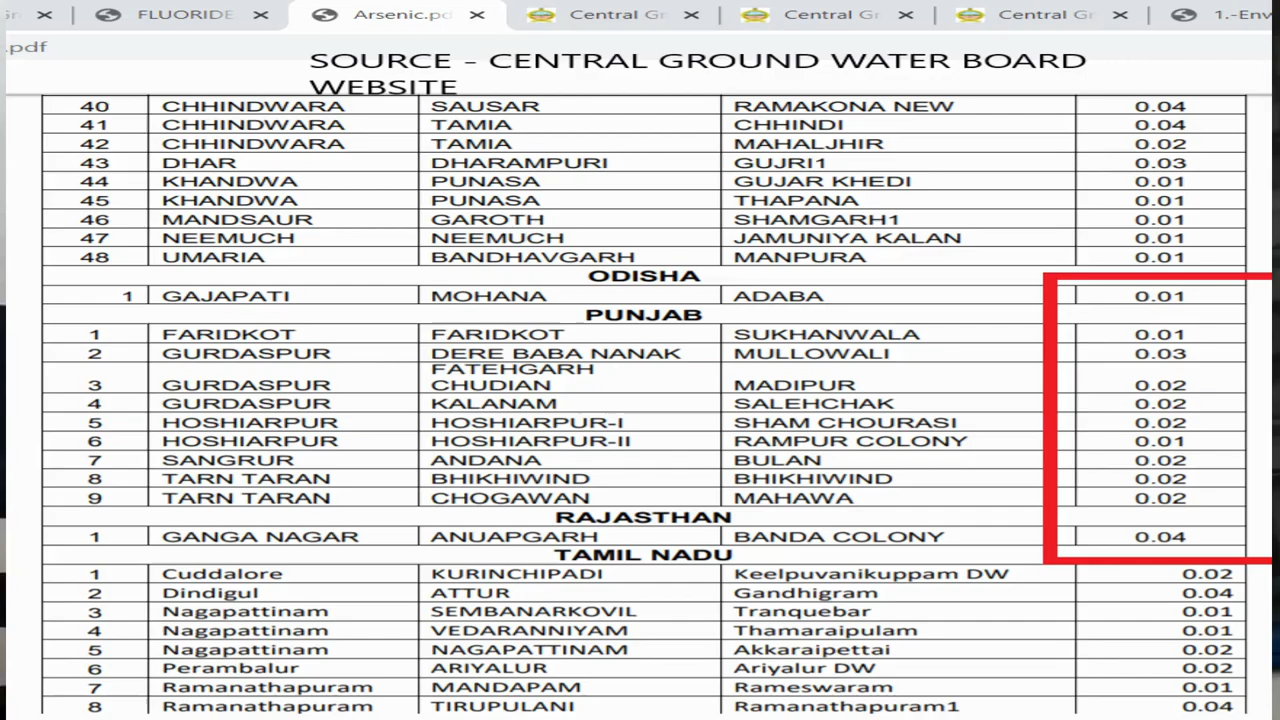 FLUORIDE
Arsenic.pd
Central Gr
Central Gr
Central Gr
1.-Env
.pdf
SOURCE - CENTRAL GROUND WATER BOARD
WEBSITE
40 CHHINDWARA SAUSAR RAMAKONA NEW 0.04
41 CHHINDWARA TAMIA CHHINDI 0.04
42 CHHINDWARA TAMIA MAHALJHIR 0.02
43 DHAR DHARAMPURI GUJRI1 0.03
44 KHANDWA PUNASA GUJAR KHEDI 0.01
45 KHANDWA PUNASA THAPANA 0.01
46 MANDSAUR GAROTH SHAMGARH1 0.01
47 NEEMUCH NEEMUCH JAMUNIYA KALAN 0.01
48 UMARIA BANDHAVGARH MANPURA 0.01
ODISHA
1 GAJAPATI MOHANA ADABA 0.01
PUNJAB
1 FARIDKOT FARIDKOT SUKHANWALA 0.01
2 GURDASPUR DERE BABA NANAK MULLOWALI 0.03
FATEHGARH
3 GURDASPUR CHUDIAN MADIPUR 0.02
4 GURDASPUR KALANAM SALEHCHAK 0.02
5 HOSHIARPUR HOSHIARPUR-I SHAM CHOURASI 0.02
6 HOSHIARPUR HOSHIARPUR-II RAMPUR COLONY 0.01
7 SANGRUR ANDANA BULAN 0.02
8 TARN TARAN BHIKHIWIND BHIKHIWIND 0.02
9 TARN TARAN CHOGAWAN MAHAWA 0.02
RAJASTHAN
1 GANGA NAGAR ANUAPGARH BANDA COLONY 0.04
TAMIL NADU
1 Cuddalore KURINCHIPADI Keelpuvanikuppam DW 0.02
2 Dindigul ATTUR Gandhigram 0.04
3 Nagapattinam SEMBANARKOVIL Tranquebar 0.01
4 Nagapattinam VEDARANNIYAM Thamaraipulam 0.01
5 Nagapattinam NAGAPATTINAM Akkaraipettai 0.02
6 Perambalur ARIYALUR Ariyalur DW 0.02
7 Ramanathapuram MANDAPAM Rameswaram 0.01
8 Ramanathapuram TIRUPULANI Ramanathapuram1 0.04